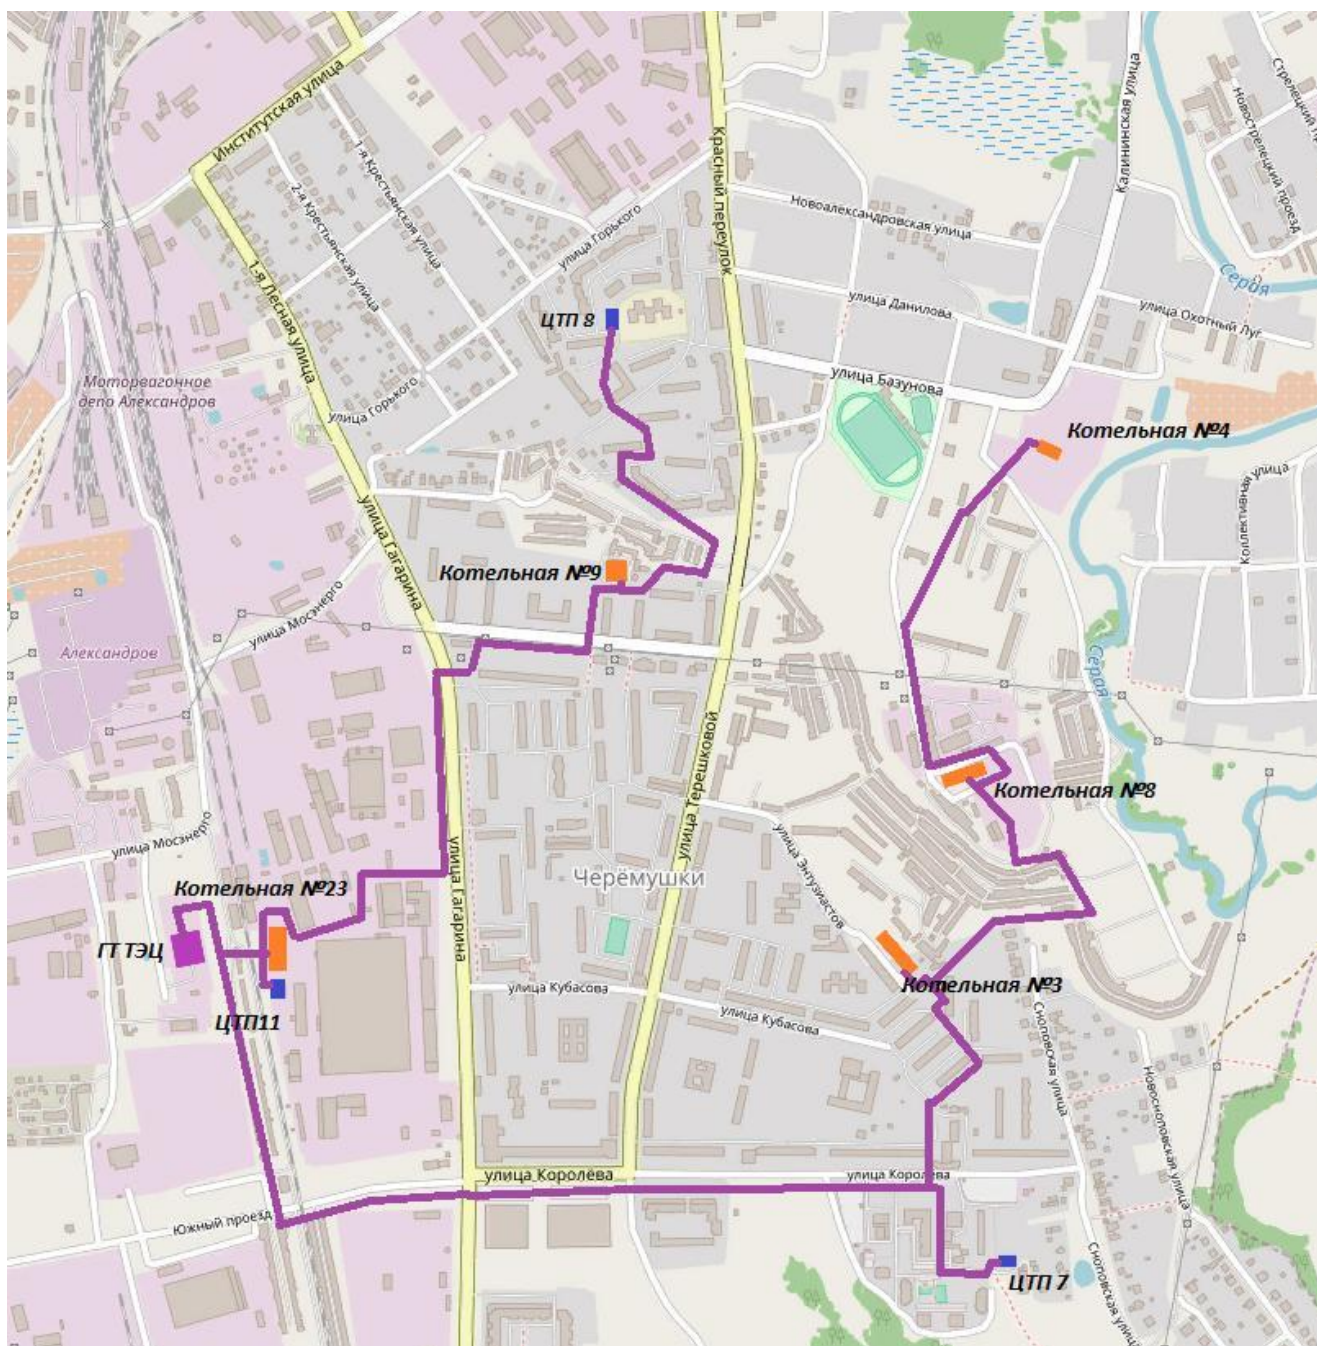 Институтская улица
1-я Крестьянская улица
2-я Крестьянская улица
улица Горького
1-я Лесная улица
Красный переулок
Калининская улица
Стрелецкий пр
Новострелецкий проезд
Новоалександровская улица
Серая
улица Данилова
улица Охотный Луг
ЦТП 8
Моторвагонное
депо Александров
улица Горького
улица Базунова
Котельная №4
Коллективная улица
улица Гагарина
Котельная №9
улица Мосэнерго
Александров
Серая
улица Терешковой
Котельная №8
улица Мосэнерго
улица Гагарина
Черёмушки
улица Энтузиастов
Котельная №23
ГТ ТЭЦ
Котельная №3
улица Кубасова
ЦТП11
улица Кубасова
Сноповская улица
Новосноповская улица
улица Королёва
улица Королёва
Южный проезд
Сноповская улица
ЦТП 7